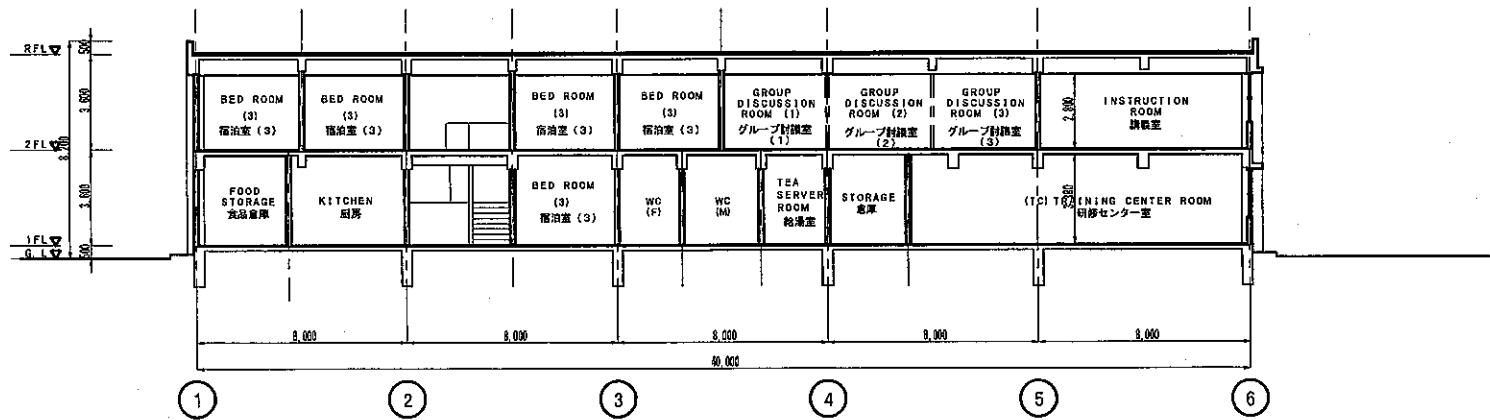 RFL
500
3,600
8,200
2FL
3,600
1FL
G.L
500
BED ROOM
(3)
宿泊室(3)
BED ROOM
(3)
宿泊室(3)
BED ROOM
(3)
宿泊室(3)
BED ROOM
(3)
宿泊室(3)
GROUP
DISCUSSION
ROOM (1)
グループ討議室
(1)
GROUP
DISCUSSION
ROOM (2)
グループ討議室
(2)
GROUP
DISCUSSION
ROOM (3)
グループ討議室
(3)
2,800
INSTRUCTION
ROOM
講義室
FOOD
STORAGE
食品倉庫
KITCHEN
厨房
BED ROOM
(3)
宿泊室(3)
WC
(F)
WC
(M)
TEA
SERVER
ROOM
給湯室
STORAGE
倉庫
(TC) TRAINING CENTER ROOM
研修センター室
8,000
8,000
8,000
8,000
8,000
40,000
1
2
3
4
5
6